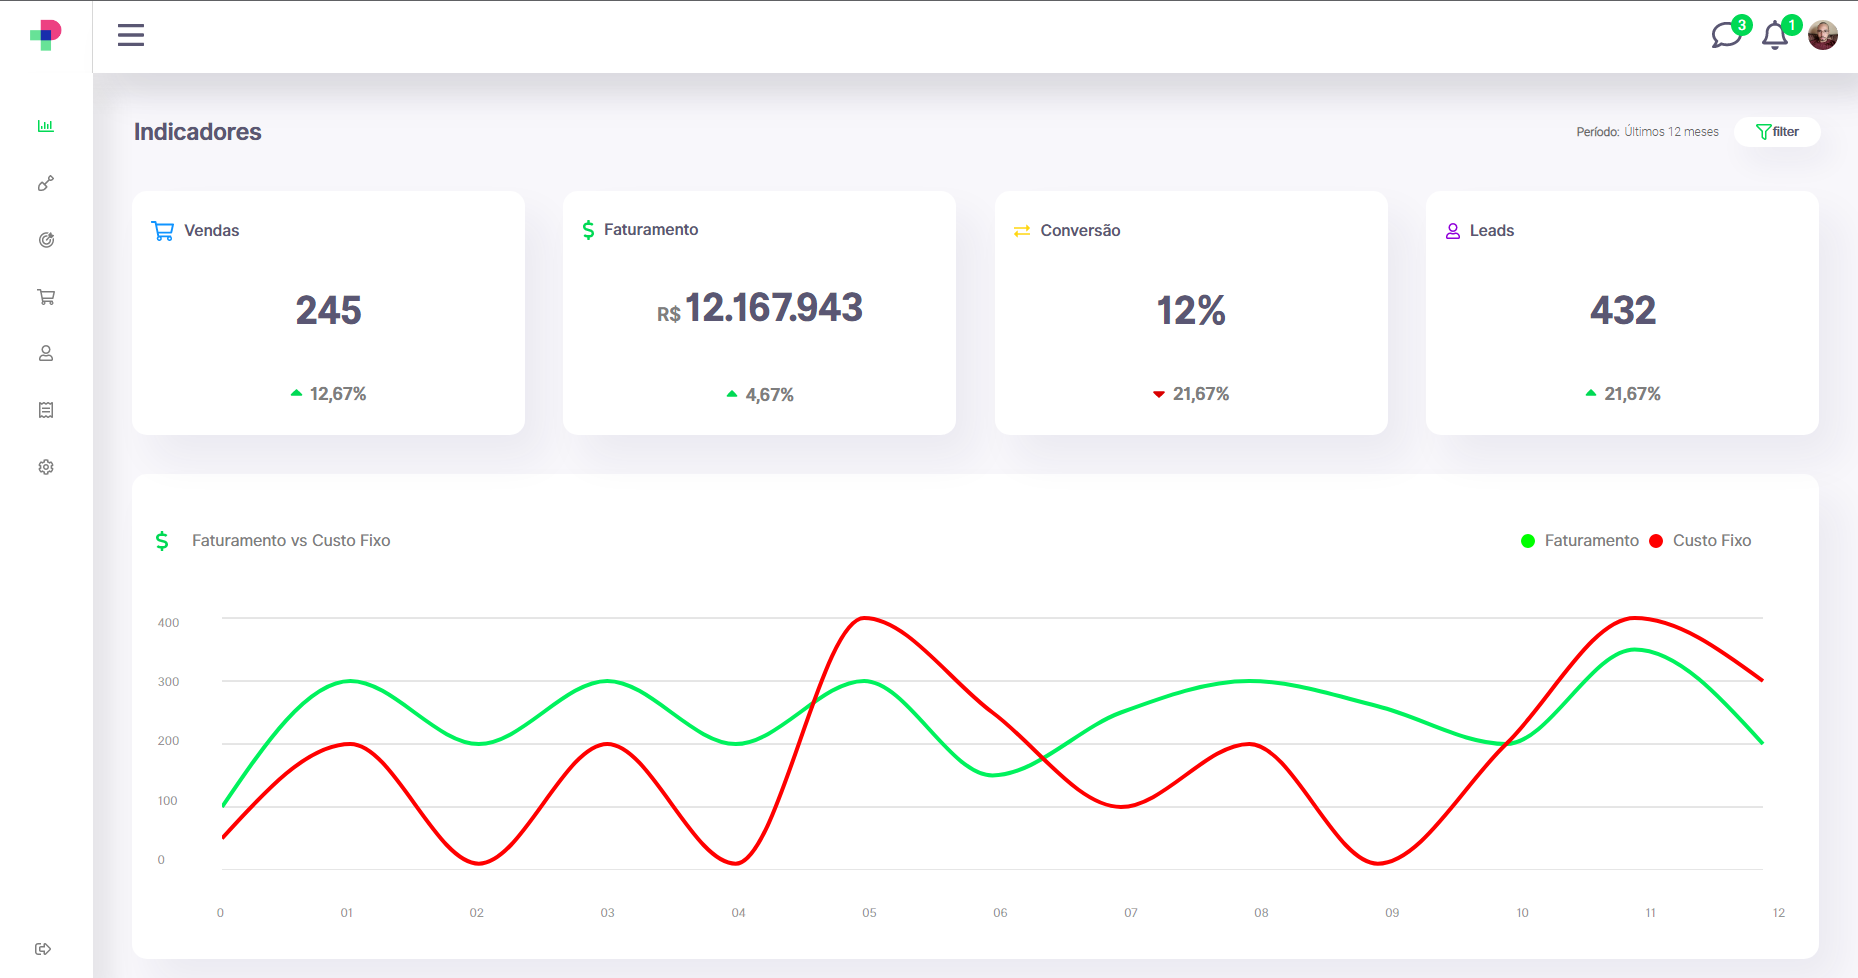 3
1
Indicadores
Período: Últimos 12 meses
filter
Vendas
245
12,67%
Faturamento
R$ 12.167.943
4,67%
Conversão
12%
21,67%
Leads
432
21,67%
Faturamento vs Custo Fixo
Faturamento
Custo Fixo
400
300
200
100
0
0 01 02 03 04 05 06 07 08 09 10 11 12